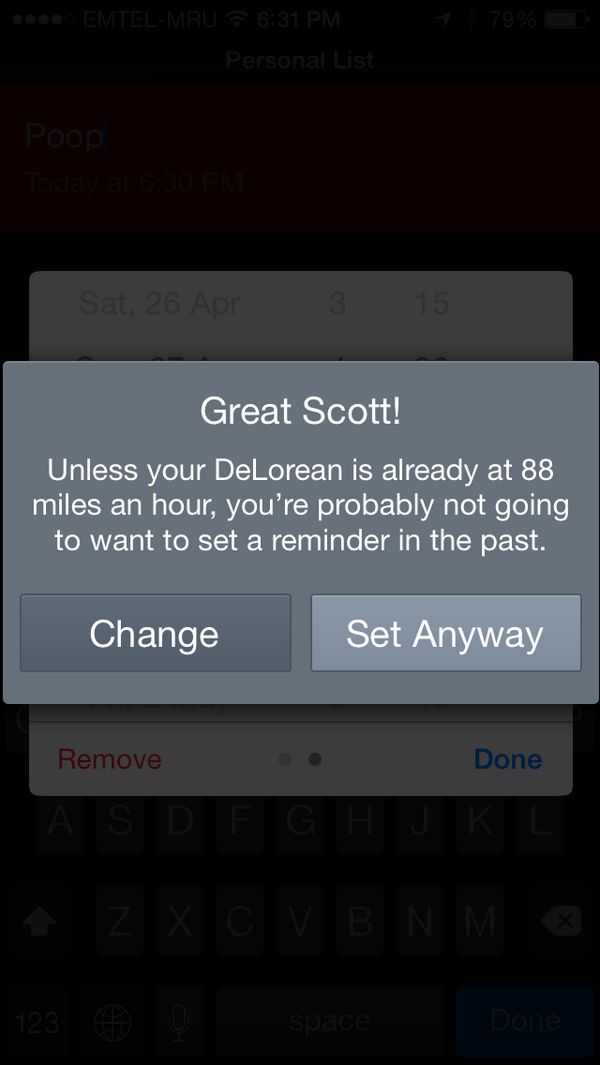 EMTEL-MRU 6:31 PM 79%
Personal List
Poop
Today at 6:30 PM
Sat, 26 Apr 3 15
Great Scott!
Unless your DeLorean is already at 88
miles an hour, you’re probably not going
to want to set a reminder in the past.
Change Set Anyway
Remove Done
A S D F G H J K L
Z X C V B N M
123 space Done